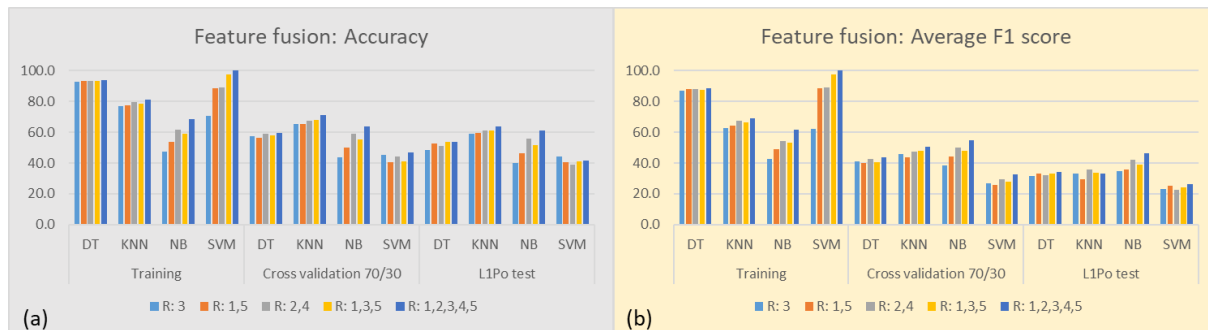 Feature fusion: Accuracy
100.0
80.0
60.0
40.0
20.0
0.0
DT KNN NB SVM DT KNN NB SVM DT KNN NB SVM
Training Cross validation 70/30 L1Po test
R: 3 R: 1,5 R: 2,4 R: 1,3,5 R: 1,2,3,4,5
(a)
Feature fusion: Average F1 score
100.0
80.0
60.0
40.0
20.0
0.0
DT KNN NB SVM DT KNN NB SVM DT KNN NB SVM
Training Cross validation 70/30 L1Po test
R: 3 R: 1,5 R: 2,4 R: 1,3,5 R: 1,2,3,4,5
(b)